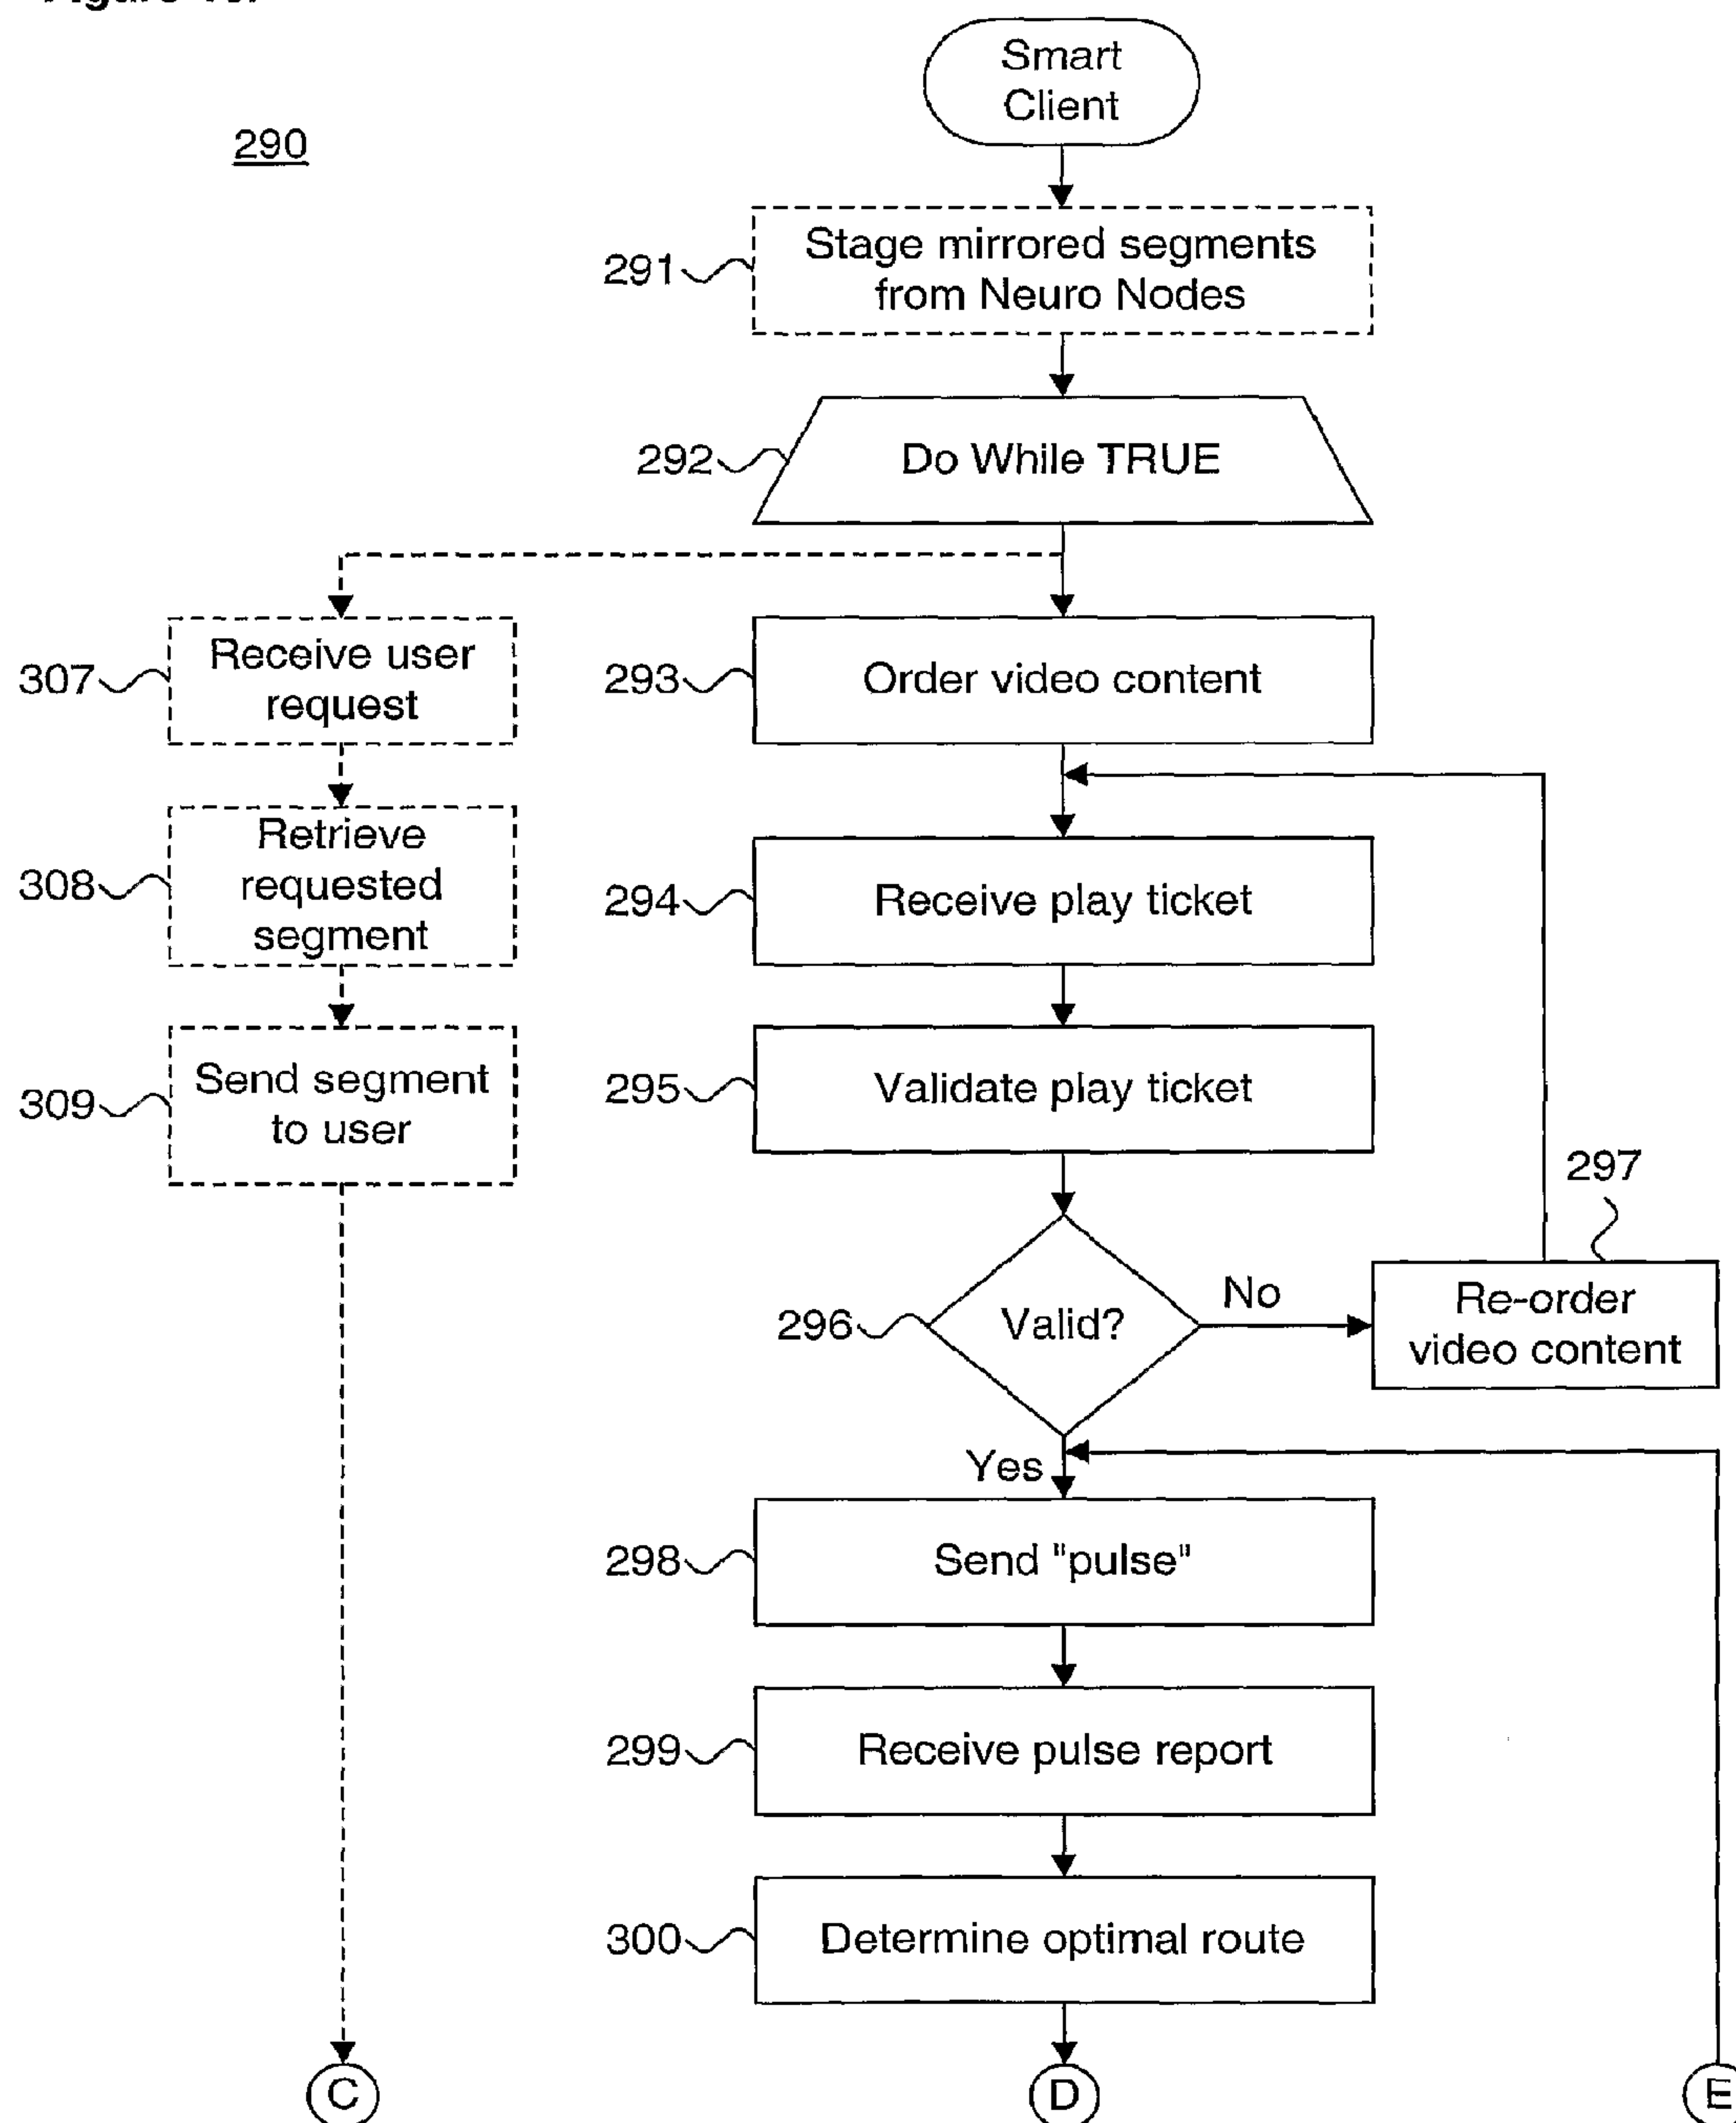 Smart
Client
290
291
Stage mirrored segments
from Neuro Nodes
292
Do While TRUE
307
Receive user
request
293
Order video content
308
Retrieve
requested
segment
294
Receive play ticket
309
Send segment
to user
295
Validate play ticket
297
296
Valid?
No
Re-order
video content
Yes
298
Send "pulse"
299
Receive pulse report
300
Determine optimal route
C
D
E